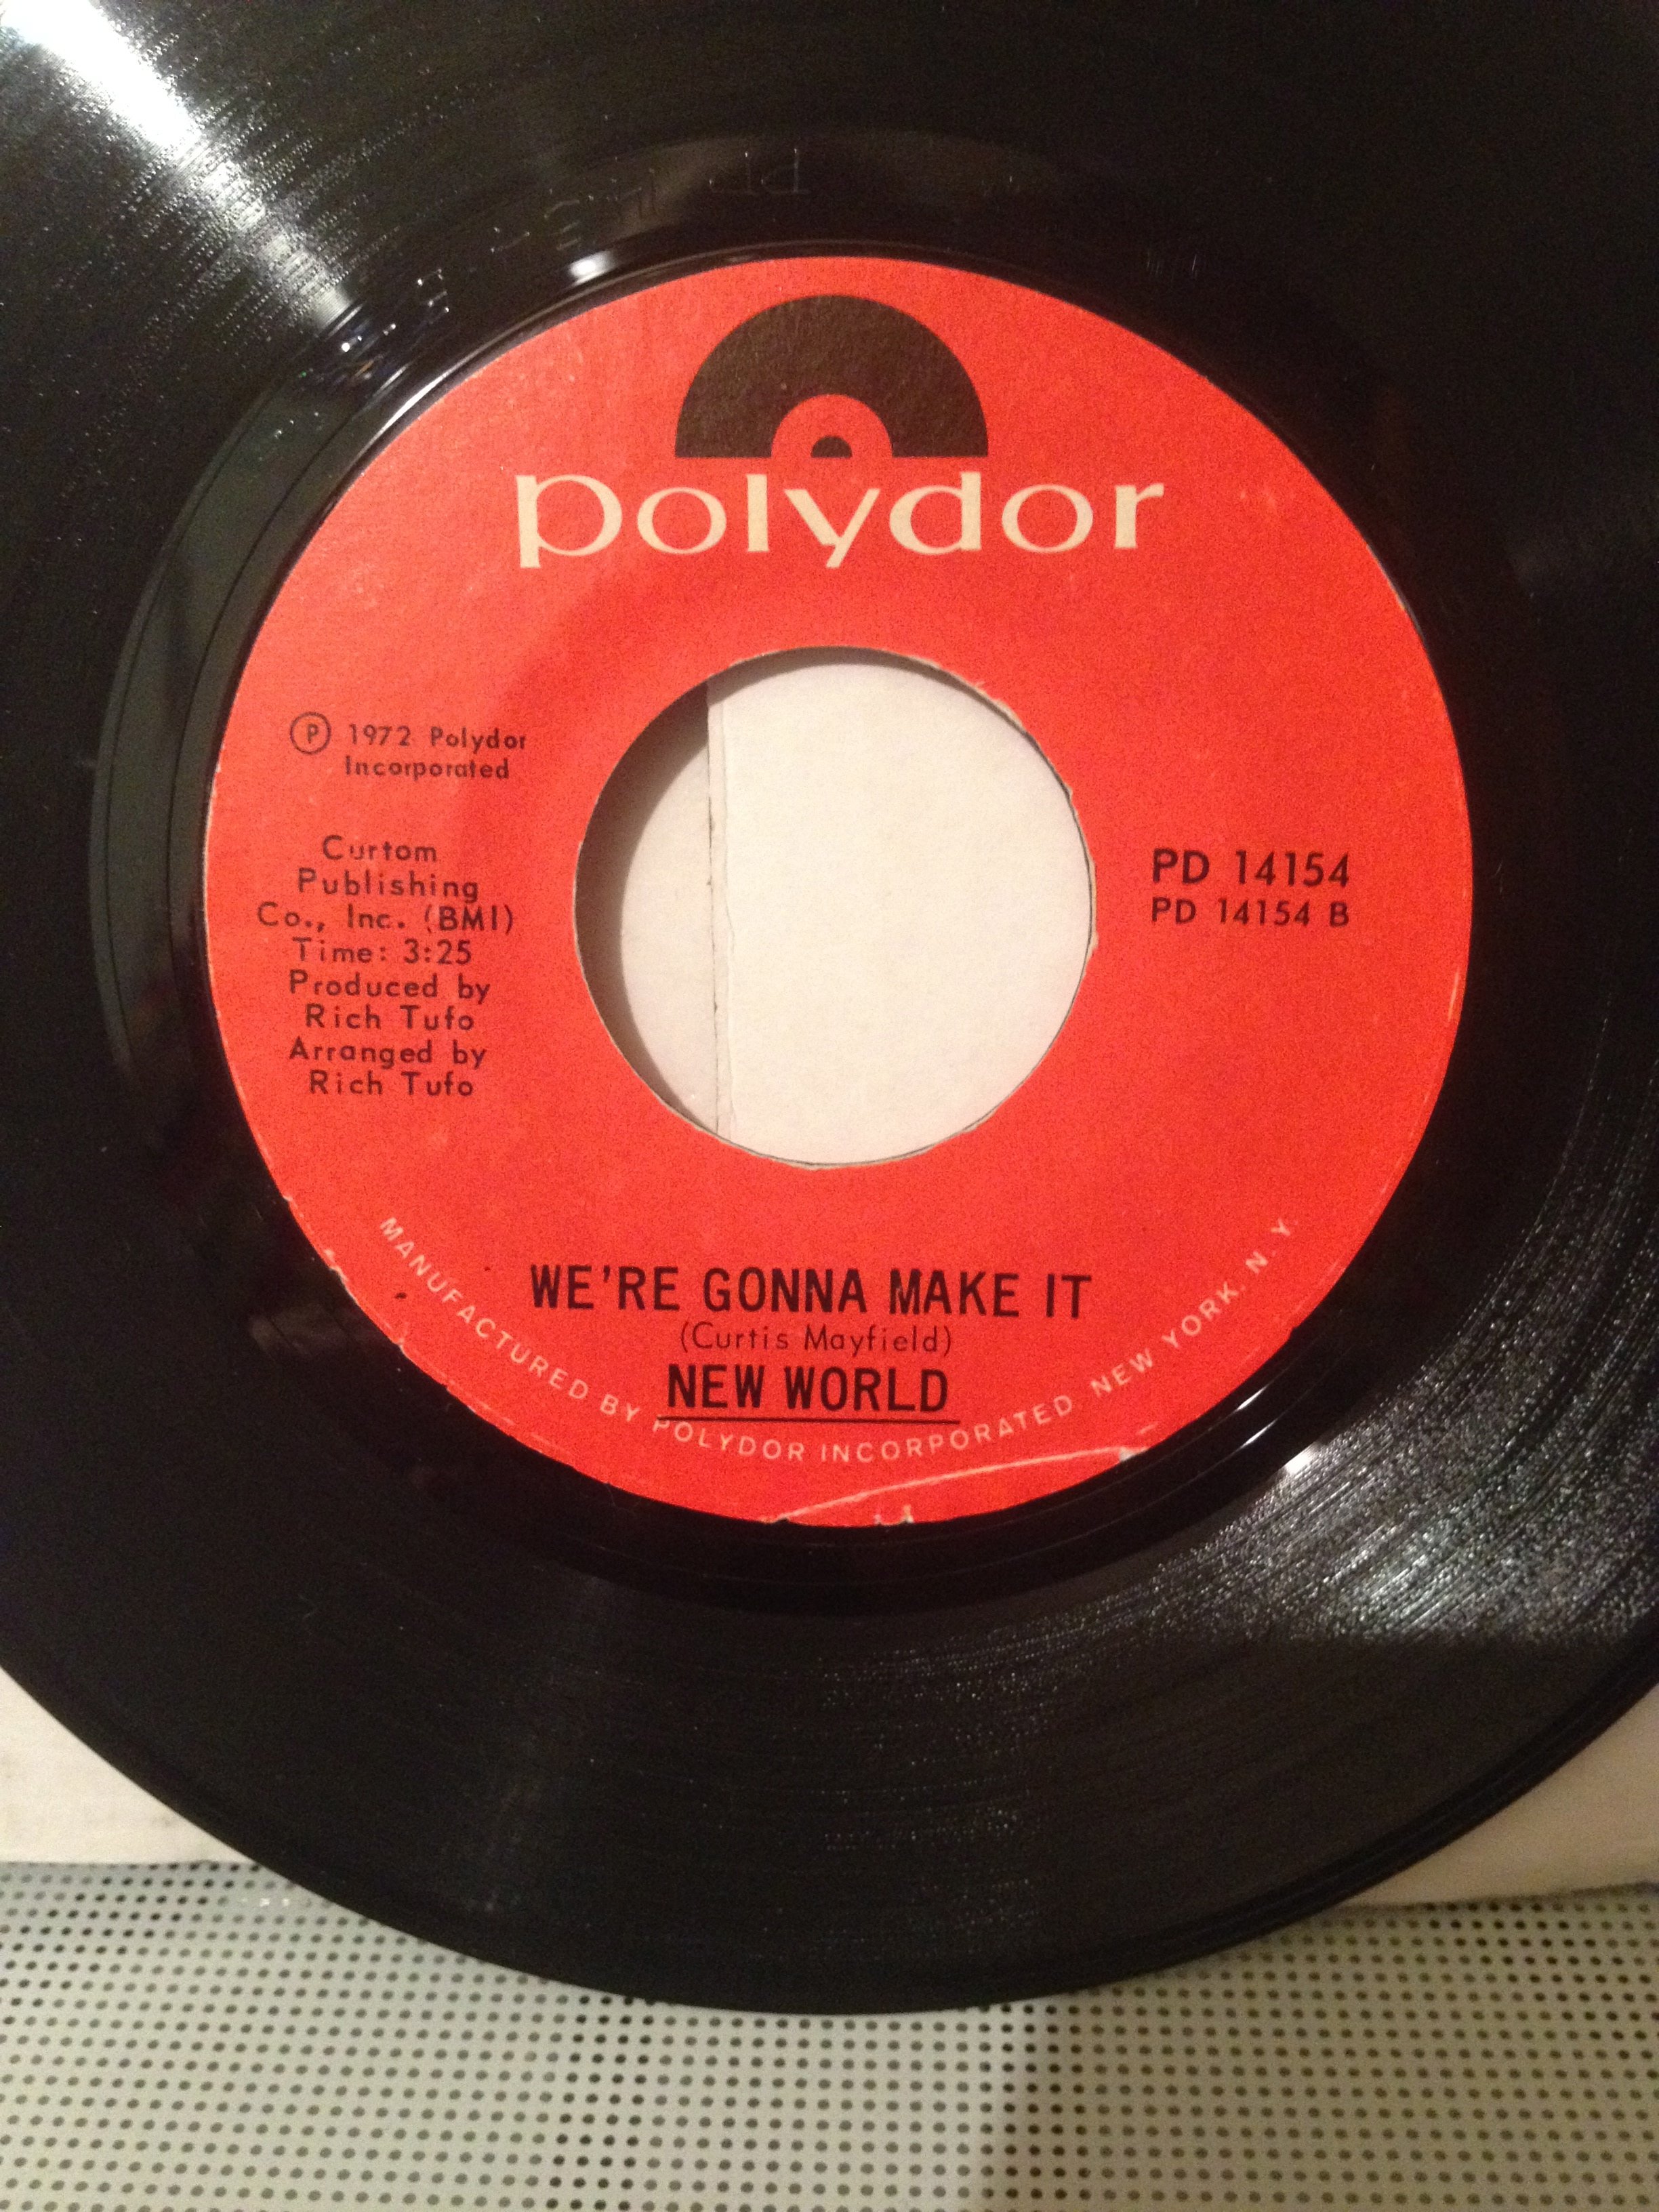 polydor
Ⓟ 1972 Polydor
Incorporated
Curtom
Publishing
Co., Inc. (BMI)
Time: 3:25
Produced by
Rich Tufo
Arranged by
Rich Tufo
PD 14154
PD 14154 B
WE'RE GONNA MAKE IT
(Curtis Mayfield)
NEW WORLD
MANUFACTURED BY POLYDOR INCORPORATED. NEW YORK. N.Y